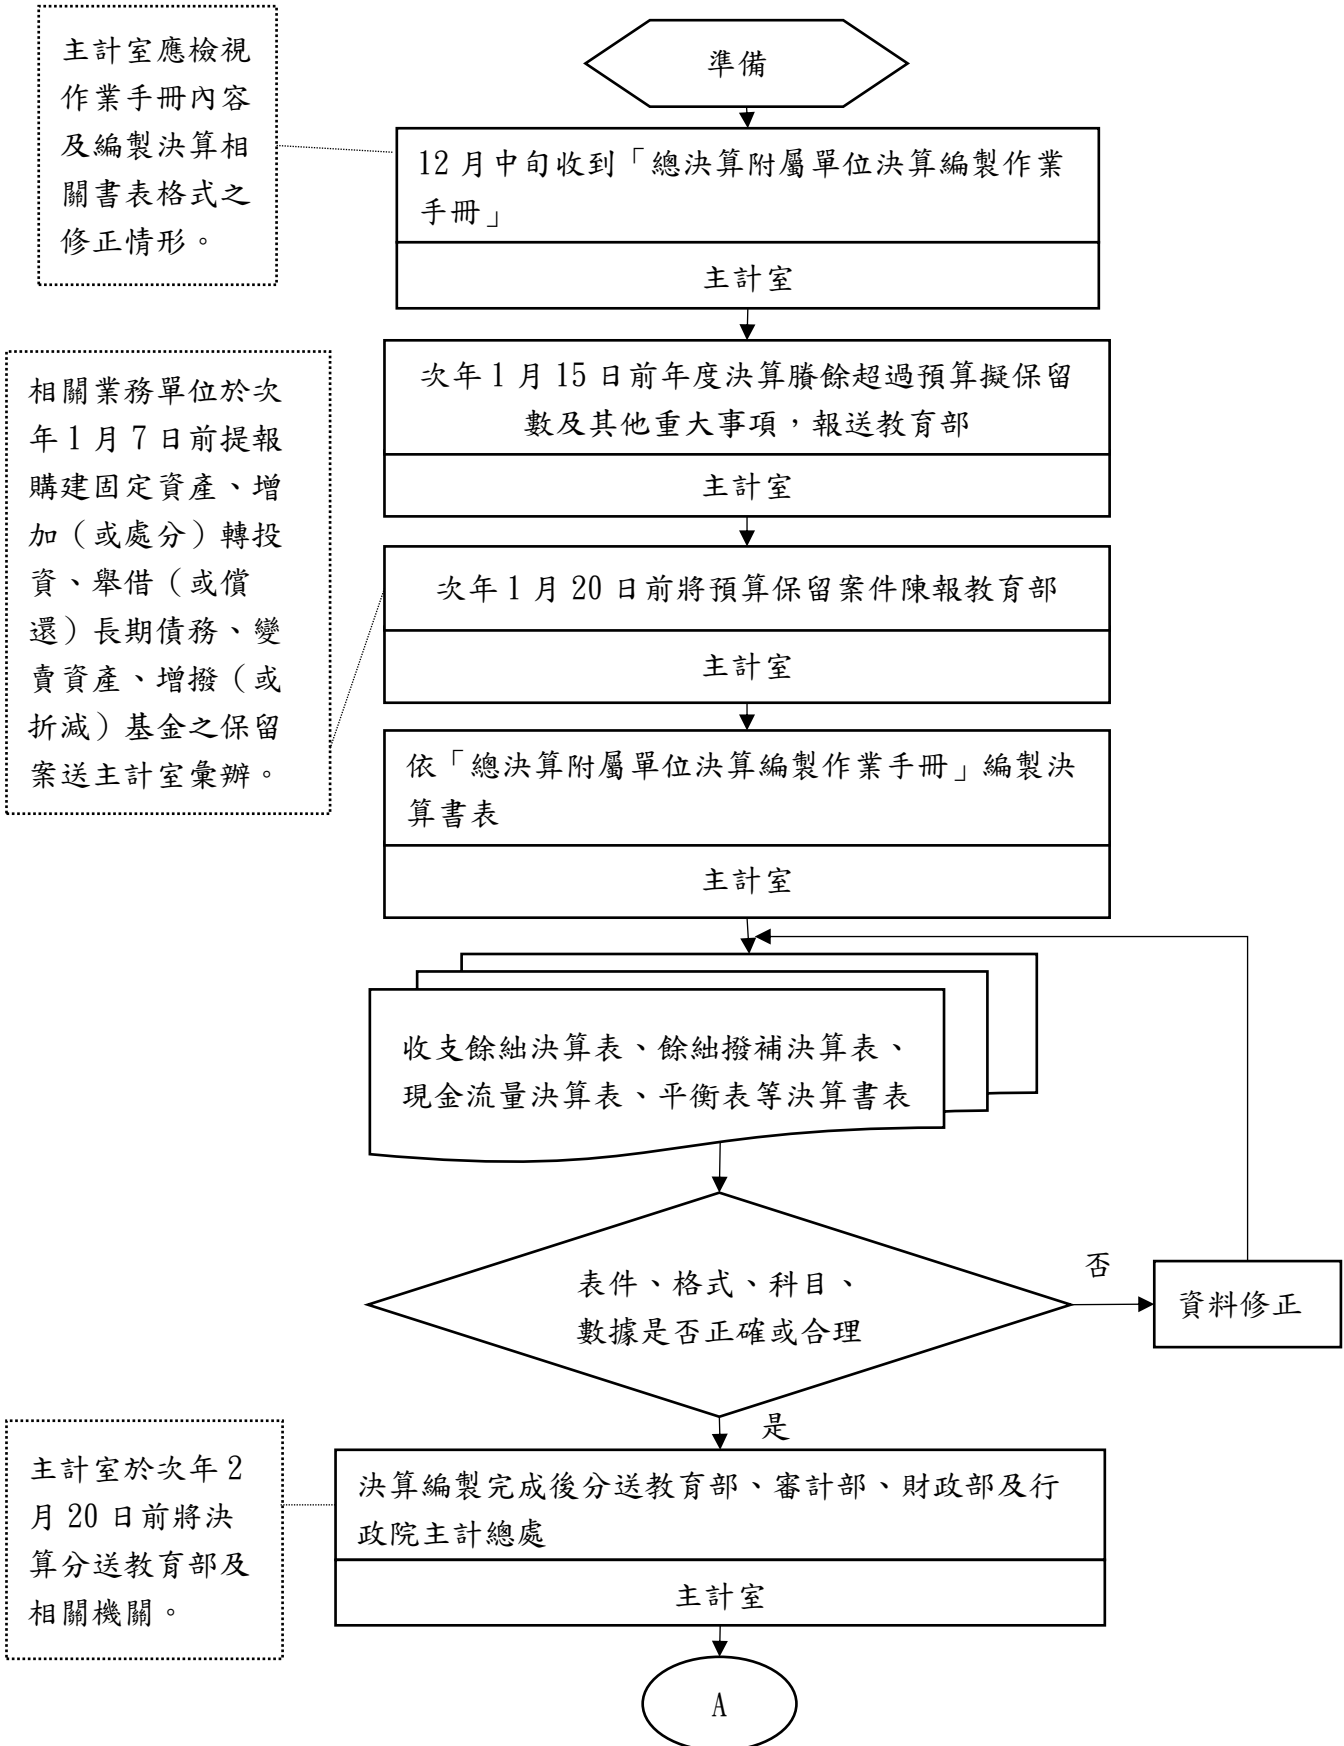 主計室應檢視
作業手冊內容
及編製決算相
關書表格式之
修正情形。
準備
12 月中旬收到「總決算附屬單位決算編製作業
手冊」
主計室
次年 1 月 15 日前年度決算賸餘超過預算擬保留
數及其他重大事項，報送教育部
主計室
相關業務單位於次
年 1 月 7 日前提報
購建固定資產、增
加（或處分）轉投
資、舉借（或償
還）長期債務、變
賣資產、增撥（或
折減）基金之保留
案送主計室彙辦。
次年 1 月 20 日前將預算保留案件陳報教育部
主計室
依「總決算附屬單位決算編製作業手冊」編製決
算書表
主計室
收支餘絀決算表、餘絀撥補決算表、
現金流量決算表、平衡表等決算書表
表件、格式、科目、
數據是否正確或合理
否
資料修正
是
主計室於次年 2
月 20 日前將決
算分送教育部及
相關機關。
決算編製完成後分送教育部、審計部、財政部及行
政院主計總處
主計室
A